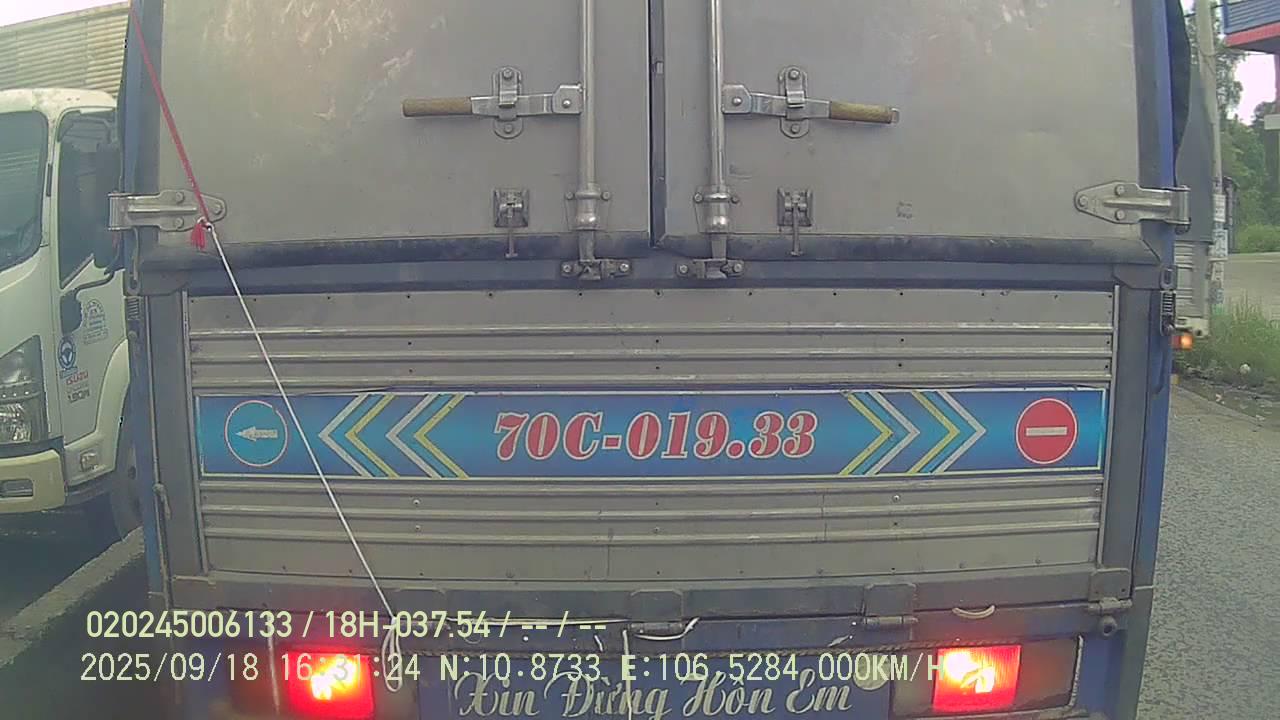 70C-019.33
ISUZU
020245006133 / 18H-037.54 / -- / --
2025/09/18 16:31:24 N:10.8733 E:106.5284 000KM/H
Xin Đừng Hôn Em